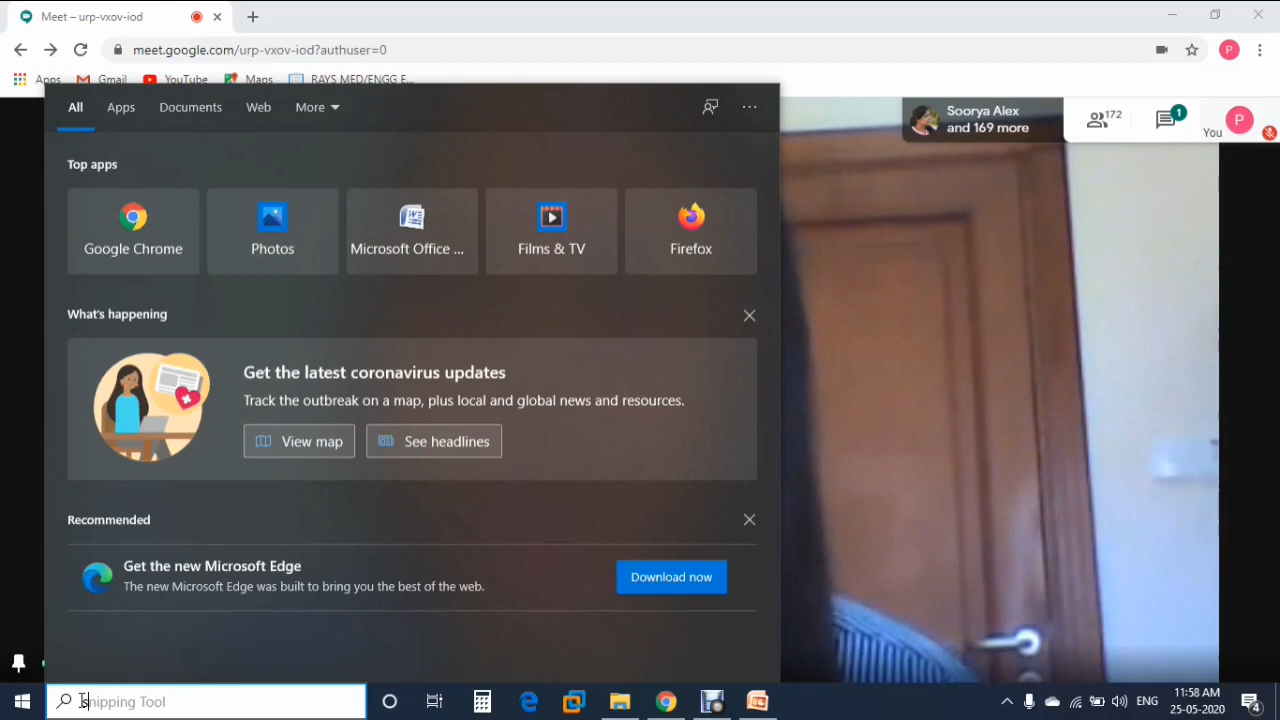 Meet – urp-vxov-iod
meet.google.com/urp-vxov-iod?authuser=0
P
Apps Gmail YouTube Maps RAYS MED/ENGG E...
All Apps Documents Web More
Soorya Alex
and 169 more
172
1
You
P
Top apps
Google Chrome Photos Microsoft Office ... Films & TV Firefox
What's happening
Get the latest coronavirus updates
Track the outbreak on a map, plus local and global news and resources.
View map See headlines
Recommended
Get the new Microsoft Edge
The new Microsoft Edge was built to bring you the best of the web.
Download now
snipping Tool
ENG
11:58 AM
25-05-2020
4